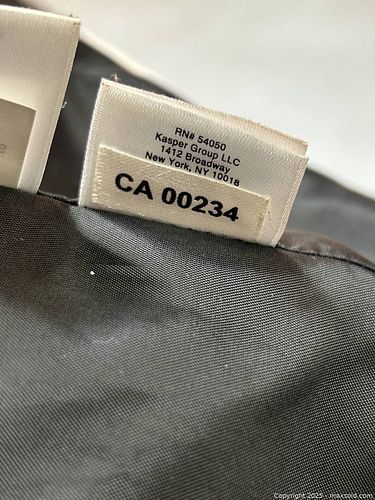 RN# 54050
Kasper Group LLC
1412 Broadway
New York, NY 10018
CA 00234
Copyright 2025 - maxsold.com